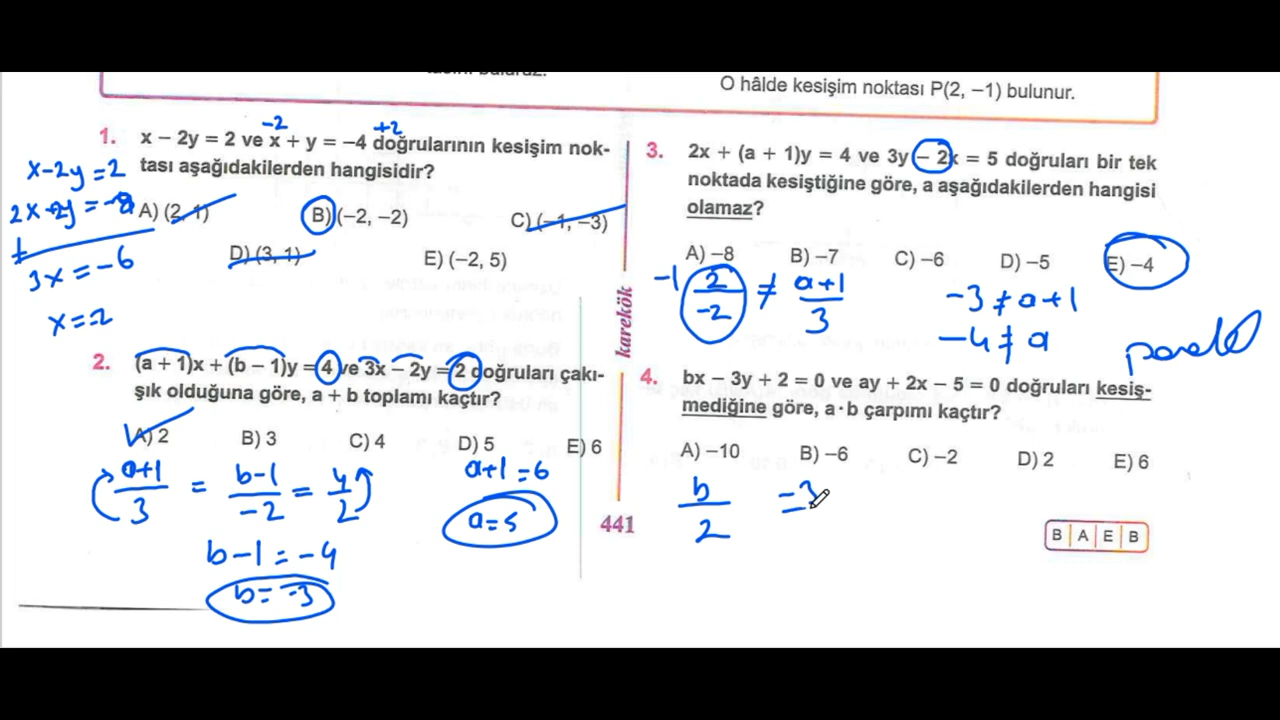 O hâlde kesişim noktası P(2, −1) bulunur.
1. x − 2y = 2 ve x + y = −4 doğrularının kesişim nok-
tası aşağıdakilerden hangisidir?
−2
+2
A) (2, 1)
B) (−2, −2)
C) (−1, −3)
D) (3, 1)
E) (−2, 5)
x−2y=2
3x = −6
x = −2
2. (a + 1)x + (b − 1)y = 4 ve 3x − 2y = 2 doğruları çakı-
şık olduğuna göre, a + b toplamı kaçtır?
A) 2
B) 3
C) 4
D) 5
E) 6
a+1/3 = b−1/−2 = 4/2
a+1 = 6
a = 5
b−1 = −4
b = −3
karekök
441
3. 2x + (a + 1)y = 4 ve 3y − 2x = 5 doğruları bir tek
noktada kesiştiğine göre, a aşağıdakilerden hangisi
olamaz?
A) −8
B) −7
C) −6
D) −5
E) −4
−1 2/−2 ≠ a+1/3
−3 ≠ a+1
−4 ≠ a
paralel
4. bx − 3y + 2 = 0 ve ay + 2x − 5 = 0 doğruları kesiş-
mediğine göre, a·b çarpımı kaçtır?
A) −10
B) −6
C) −2
D) 2
E) 6
b/2 −3
B A E B